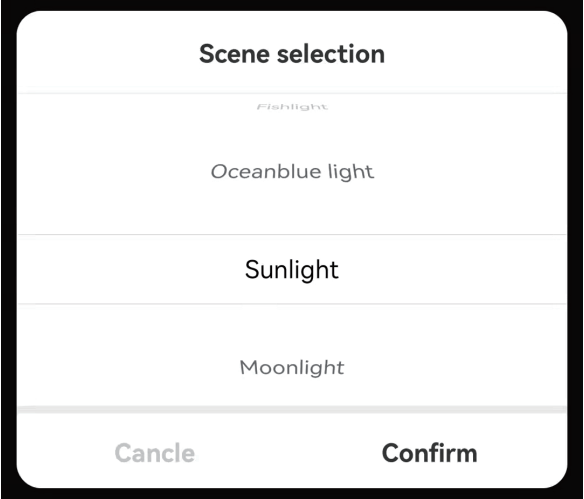 Scene selection
Fishlight
Oceanblue light
Sunlight
Moonlight
Cancle
Confirm